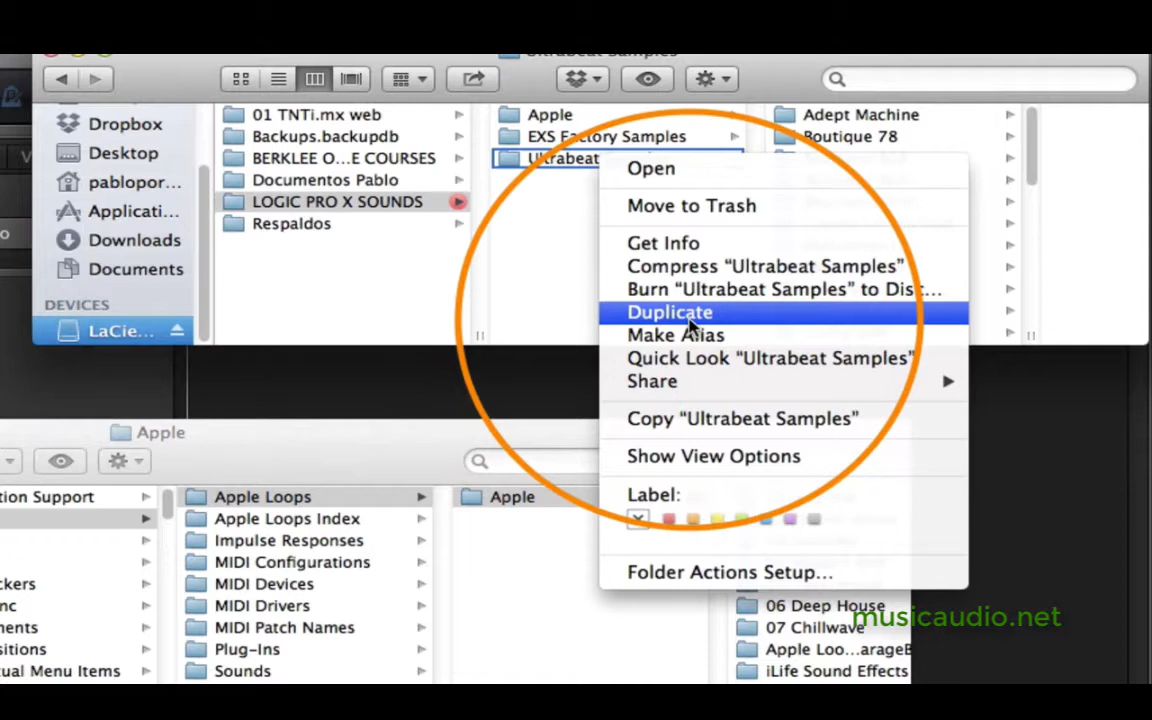 01 TNTi.mx web
Backups.backupdb
BERKLEE O...E COURSES
Documentos Pablo
LOGIC PRO X SOUNDS
Respaldos
Dropbox
Desktop
pablopor...
Applicati...
Downloads
Documents
DEVICES
LaCie...
Apple
EXS Factory Samples
Ultrabeat
Adept Machine
Boutique 78
Open
Move to Trash
Get Info
Compress “Ultrabeat Samples”
Burn “Ultrabeat Samples” to Disc...
Duplicate
Make Alias
Quick Look “Ultrabeat Samples”
Share
Copy “Ultrabeat Samples”
Show View Options
Label:
Folder Actions Setup...
Apple
tion Support
ckers
nc
ments
sitions
tual Menu Items
Apple Loops
Apple Loops Index
Impulse Responses
MIDI Configurations
MIDI Devices
MIDI Drivers
MIDI Patch Names
Plug-Ins
Sounds
Apple
06 Deep House
07 Chillwave
Apple Loo...arageB
iLife Sound Effects
musicaudio.net